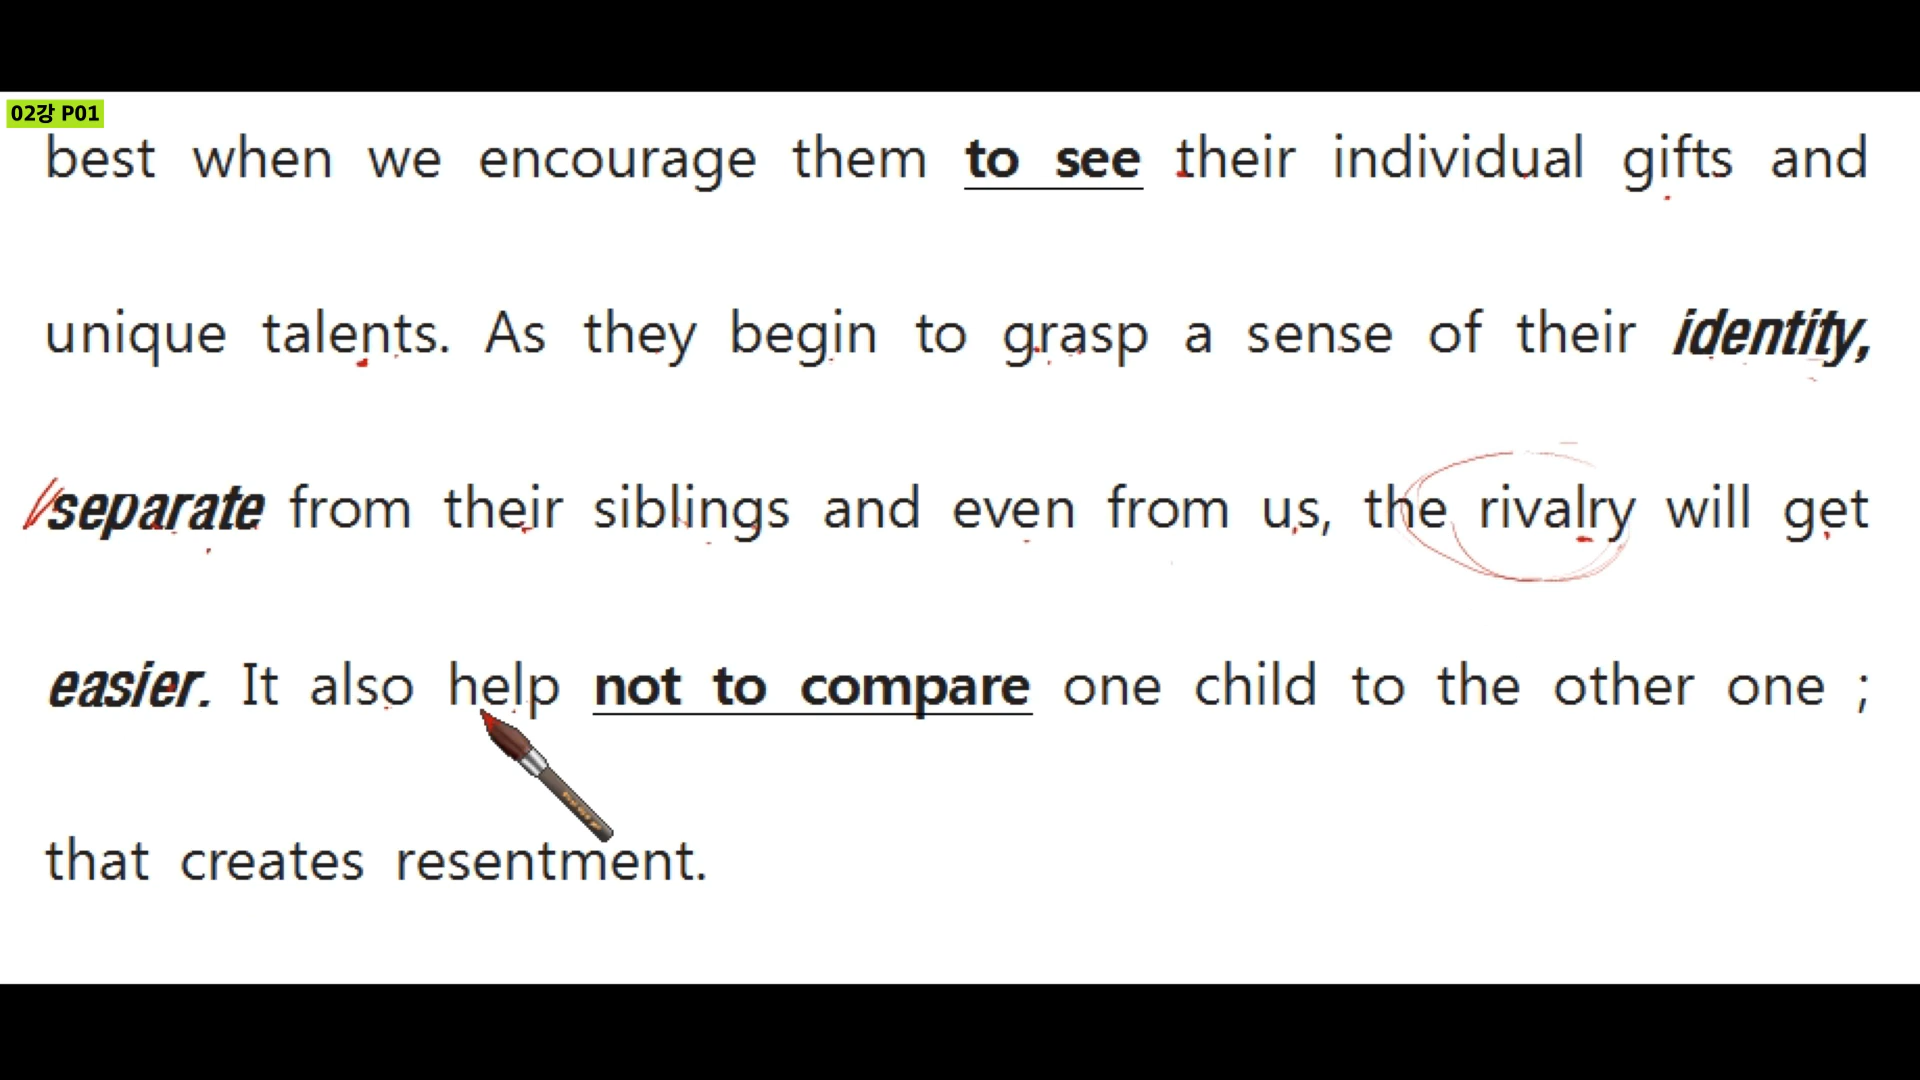 02강 P01
best when we encourage them to see their individual gifts and
unique talents. As they begin to grasp a sense of their identity,
separate from their siblings and even from us, the rivalry will get
easier. It also help not to compare one child to the other one ;
that creates resentment.